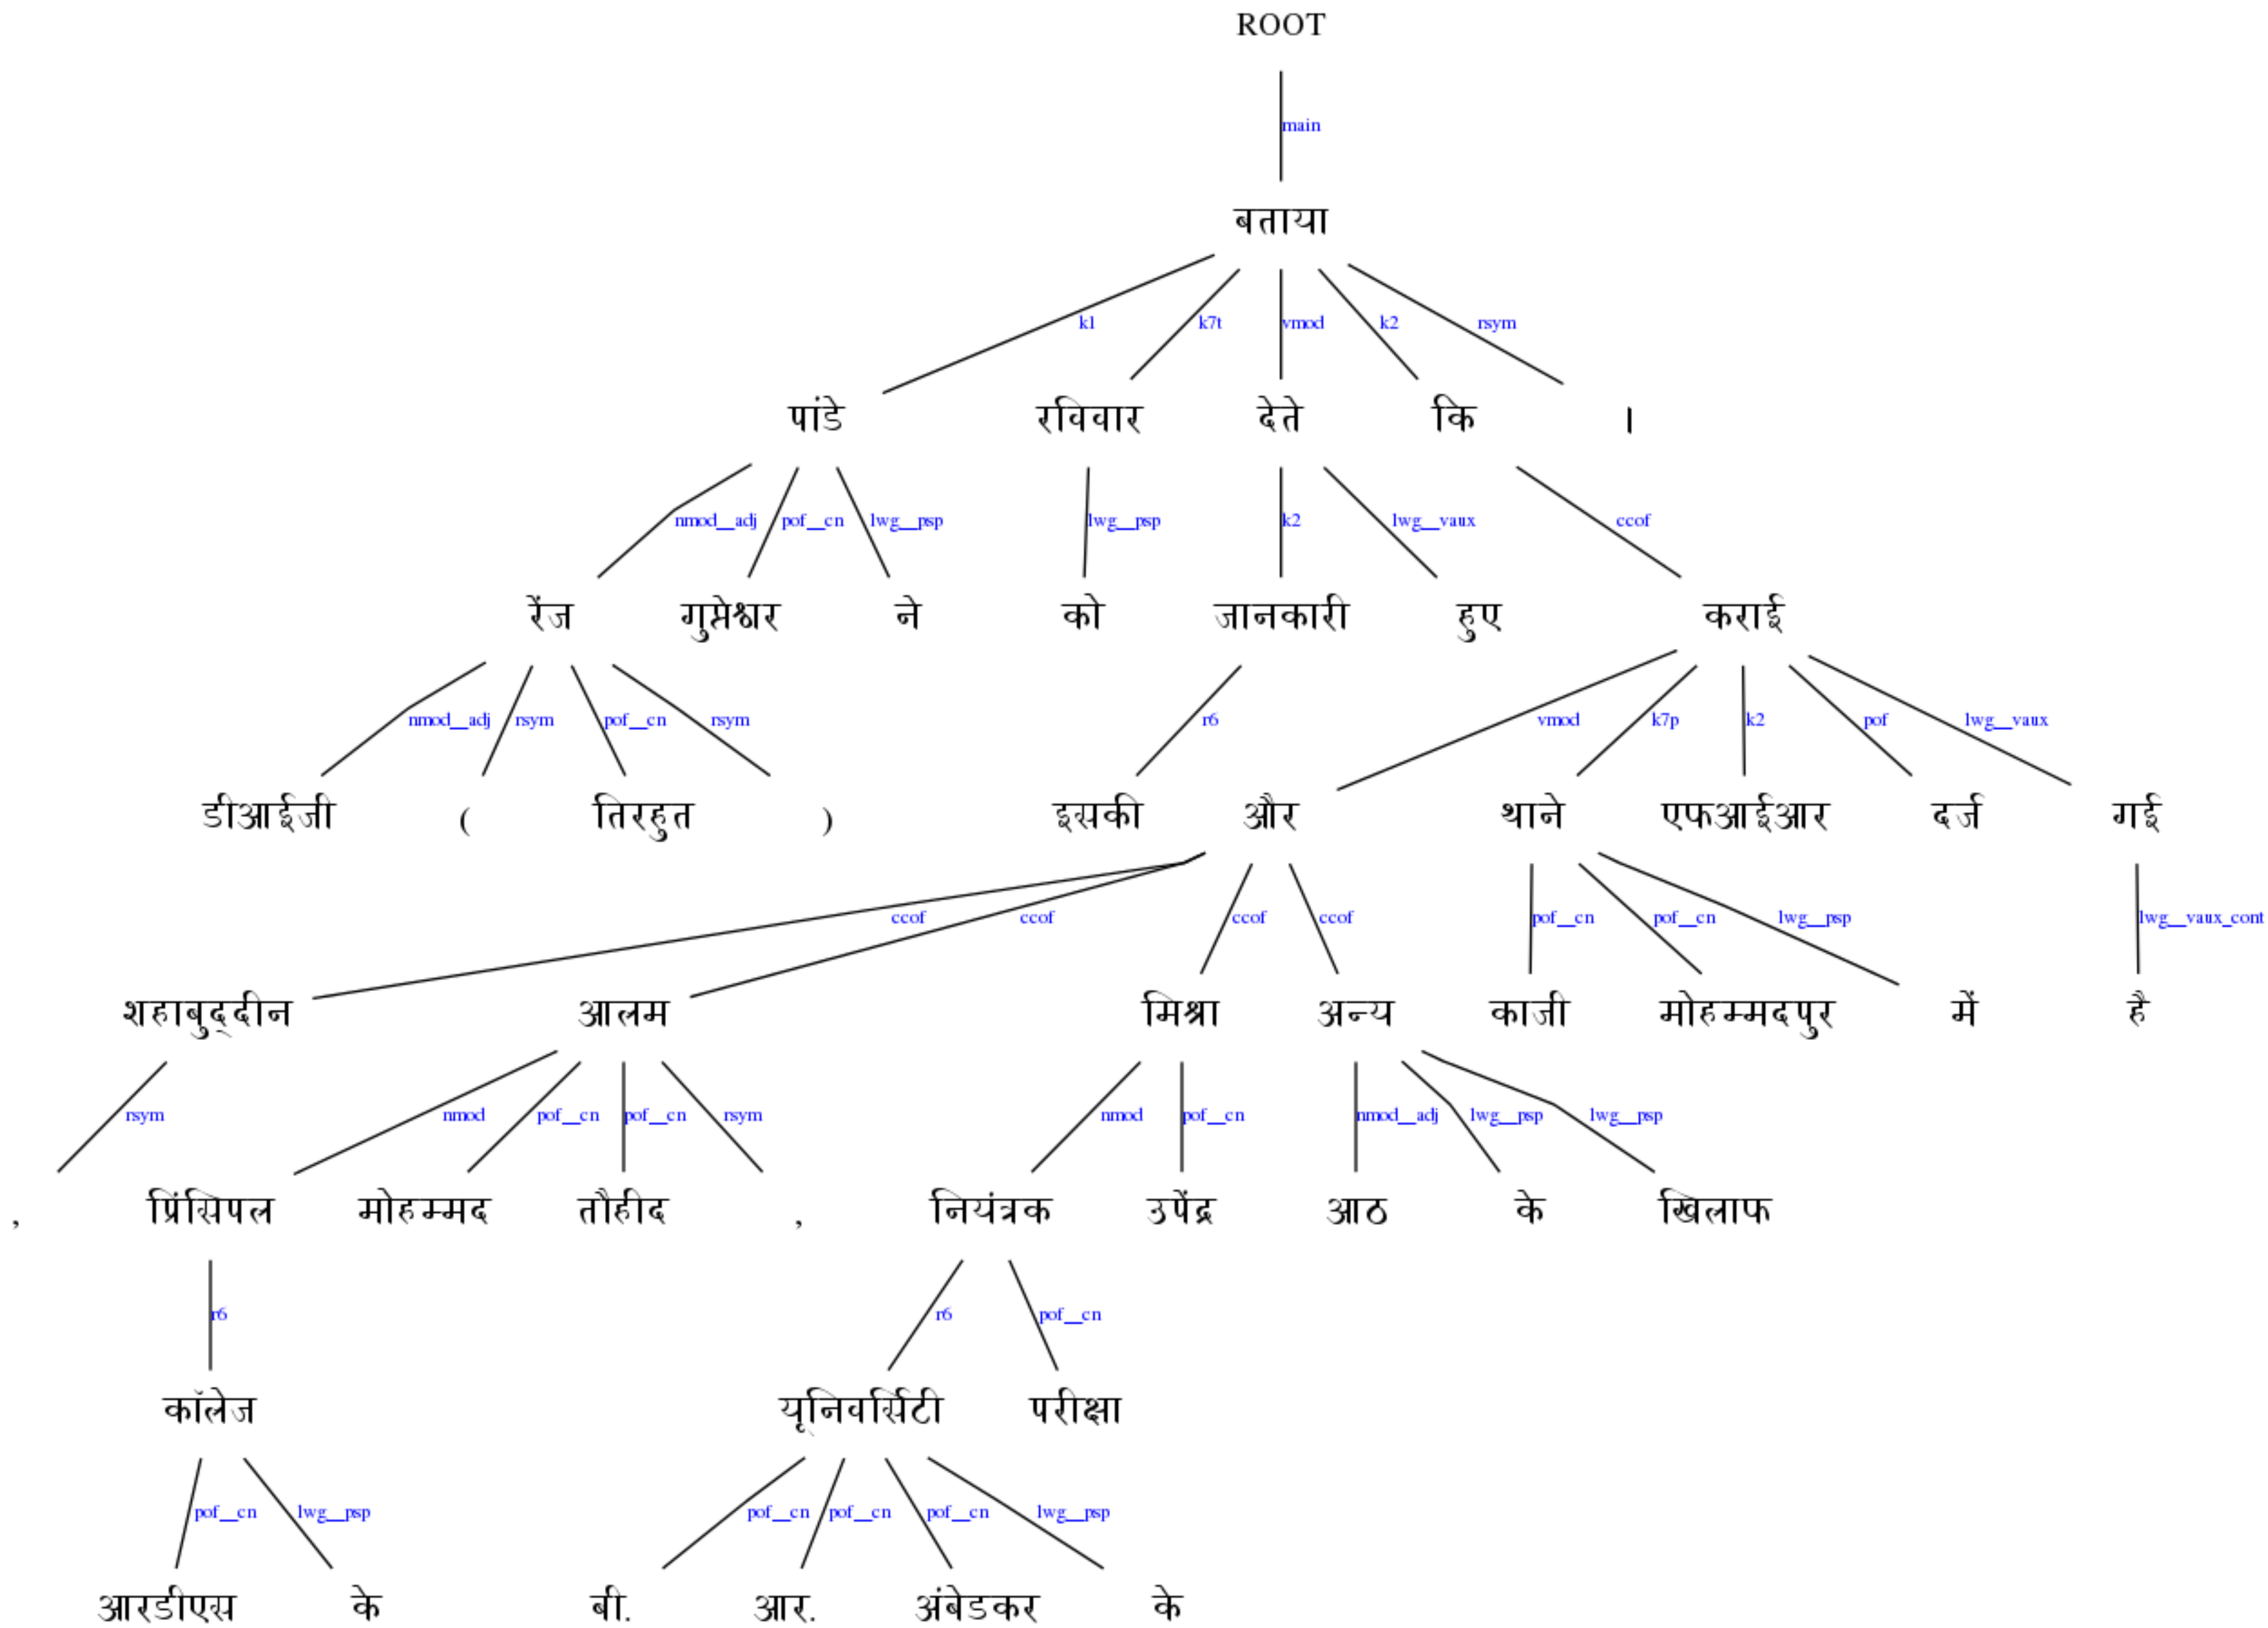 ROOT
main
बताया
k1 k7t vmod k2 rsym
पांडे रविवार देते कि ।
nmod__adj pof__cn lwg__psp lwg__psp k2 lwg__vaux ccof
रेंज गुप्तेश्वर ने को जानकारी हुए कराई
nmod__adj rsym pof__cn rsym r6 vmod k7p k2 pof lwg__vaux
डीआईजी ( तिरहुत ) इसकी और थाने एफआईआर दर्ज गई
ccof ccof ccof ccof pof__cn pof__cn lwg__psp lwg__vaux_cont
शहाबुद्दीन आलम मिश्रा अन्य काजी मोहम्मदपुर में है
rsym nmod pof__cn pof__cn rsym nmod pof__cn nmod__adj lwg__psp lwg__psp
, प्रिंसिपल मोहम्मद तौहीद , नियंत्रक उपेंद्र आठ के खिलाफ
r6 r6 pof__cn
कॉलेज यूनिवर्सिटी परीक्षा
pof__cn lwg__psp pof__cn pof__cn pof__cn lwg__psp
आरडीएस के बी. आर. अंबेडकर के